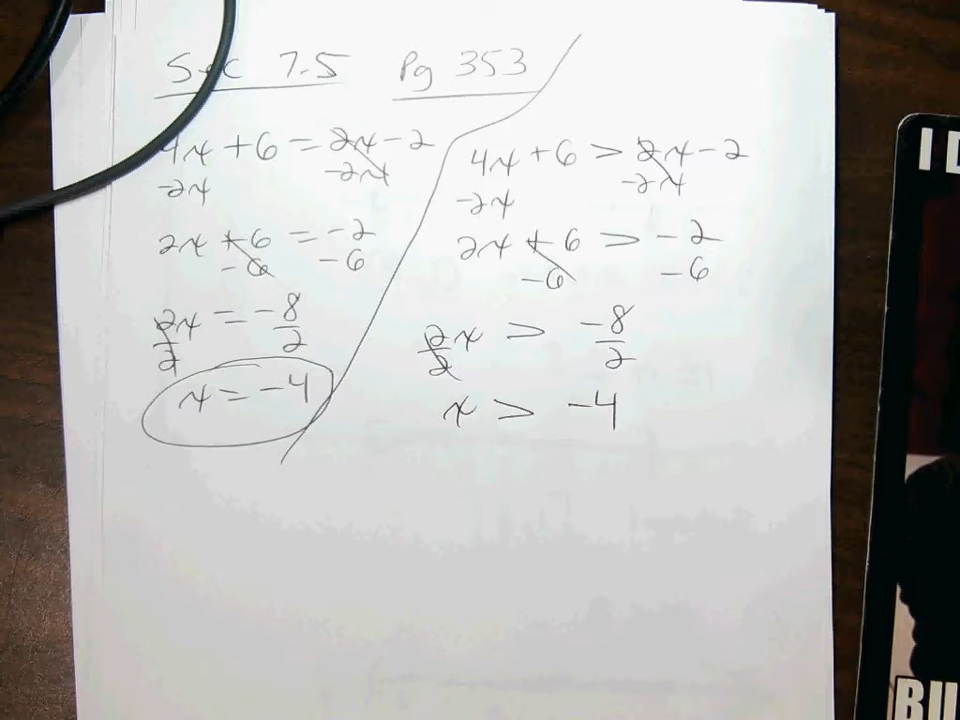 Sec 7.5 Pg 353
4x + 6 = 2x - 2
-2x -2x
2x + 6 = -2
-6 -6
2x = -8
2 2
x = -4
4x + 6 > 2x - 2
-2x -2x
2x + 6 > -2
-6 -6
2x > -8
2 2
x > -4
I
BU